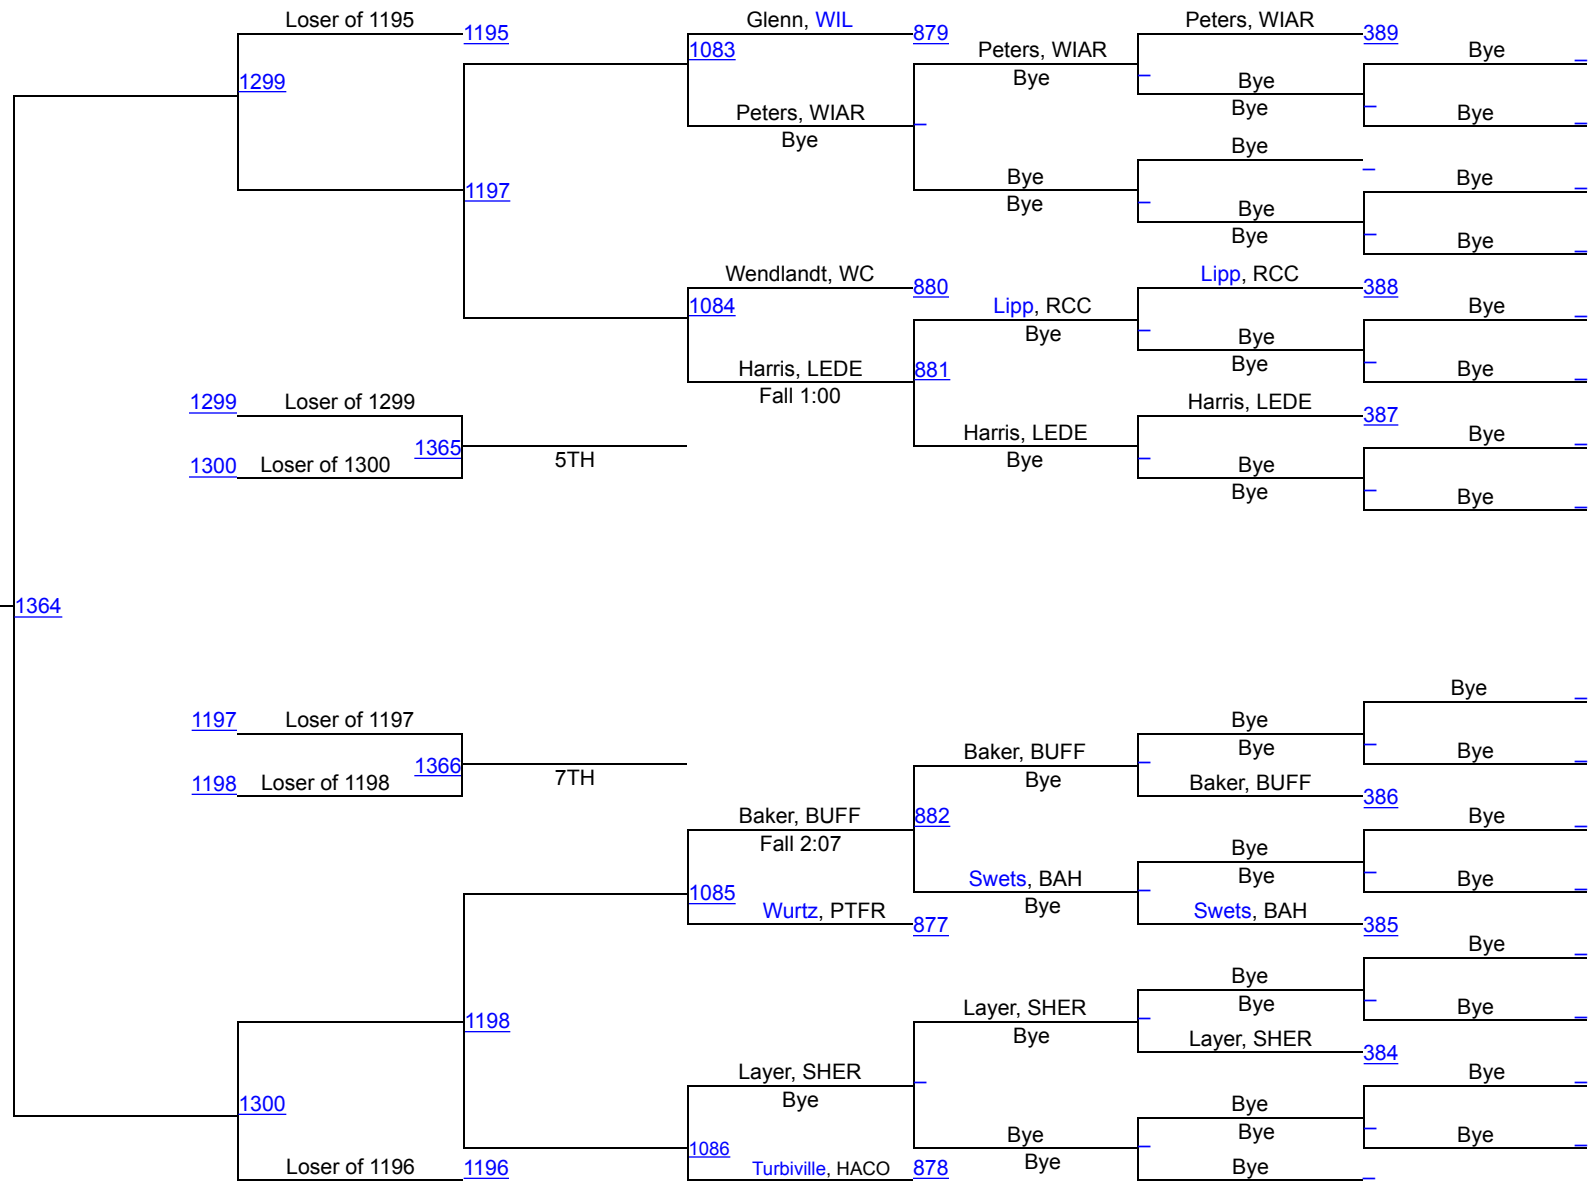 Loser of 1195
1195
Glenn, WIL
879
Peters, WIAR
389
1299
1083
Peters, WIAR
Bye
Bye
Bye
Bye
Peters, WIAR
Bye
Bye
Bye
Bye
1197
Bye
Bye
Bye
Bye
Bye
Bye
Wendlandt, WC
880
Lipp, RCC
388
1084
Lipp, RCC
Bye
Bye
Bye
Bye
Harris, LEDE
Fall 1:00
881
Bye
1299
Loser of 1299
Harris, LEDE
387
1365
5TH
Harris, LEDE
Bye
Bye
1300
Loser of 1300
Bye
Bye
Bye
1364
Bye
1197
Loser of 1197
Bye
Bye
1366
7TH
Baker, BUFF
Bye
Bye
1198
Loser of 1198
Baker, BUFF
386
Baker, BUFF
Fall 2:07
882
Bye
Bye
Bye
1085
Swets, BAH
Bye
Bye
Wurtz, PTFR
877
Swets, BAH
385
Bye
Bye
Bye
1198
Layer, SHER
Bye
Bye
Layer, SHER
384
Layer, SHER
Bye
Bye
1300
Bye
Bye
1086
Bye
Bye
Bye
Loser of 1196
1196
Turbiville, HACO
878
Bye